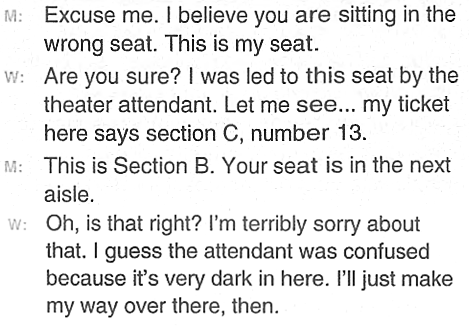 M: Excuse me. I believe you are sitting in the
wrong seat. This is my seat.
W: Are you sure? I was led to this seat by the
theater attendant. Let me see... my ticket
here says section C, number 13.
M: This is Section B. Your seat is in the next
aisle.
W: Oh, is that right? I'm terribly sorry about
that. I guess the attendant was confused
because it's very dark in here. I'll just make
my way over there, then.